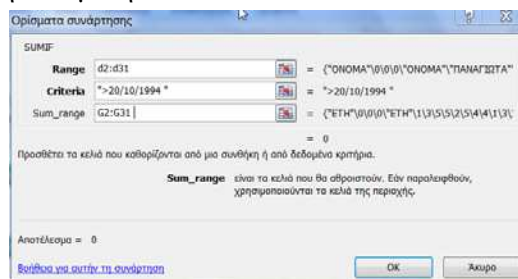 Ορίσματα συνάρτησης
SUMIF
Range d2:d31 = {"ΟΝΟΜΑ"\0\0\0\"ΟΝΟΜΑ"\"ΠΑΝΑΓΙΩΤΑ"
Criteria ">20/10/1994 " = ">20/10/1994 "
Sum_range G2:G31 = {"ΕΤΗ"\0\0\0\"ΕΤΗ"\1\3\5\5\2\5\4\4\1\3\
= 0
Προσθέτει τα κελιά που καθορίζονται από μια συνθήκη ή από δεδομένα κριτήρια.
Sum_range είναι τα κελιά που θα αθροιστούν. Εάν παραλειφθούν,
χρησιμοποιούνται τα κελιά της περιοχής.
Αποτέλεσμα = 0
Βοήθεια για αυτήν τη συνάρτηση
OK
Άκυρο